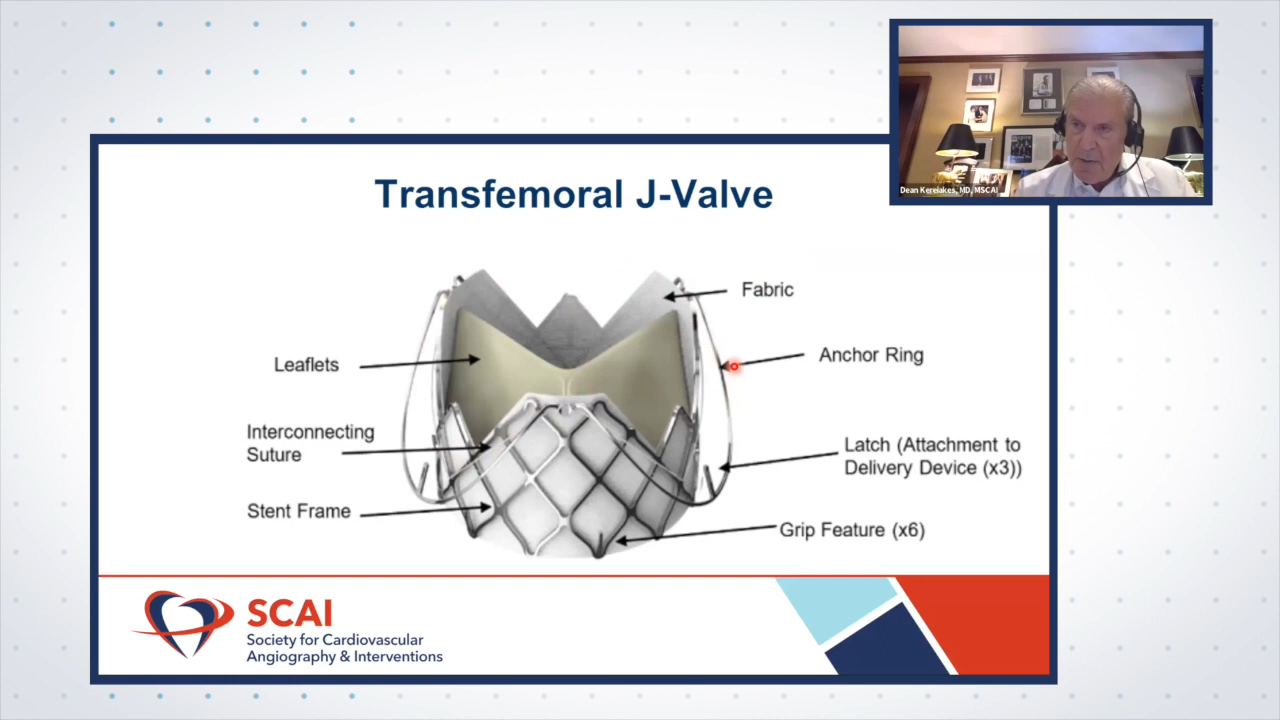 Dean Kereiakes, MD, MSCAI
Transfemoral J-Valve
Fabric
Anchor Ring
Leaflets
Interconnecting
Suture
Latch (Attachment to
Delivery Device (x3))
Stent Frame
Grip Feature (x6)
SCAI
Society for Cardiovascular
Angiography & Interventions